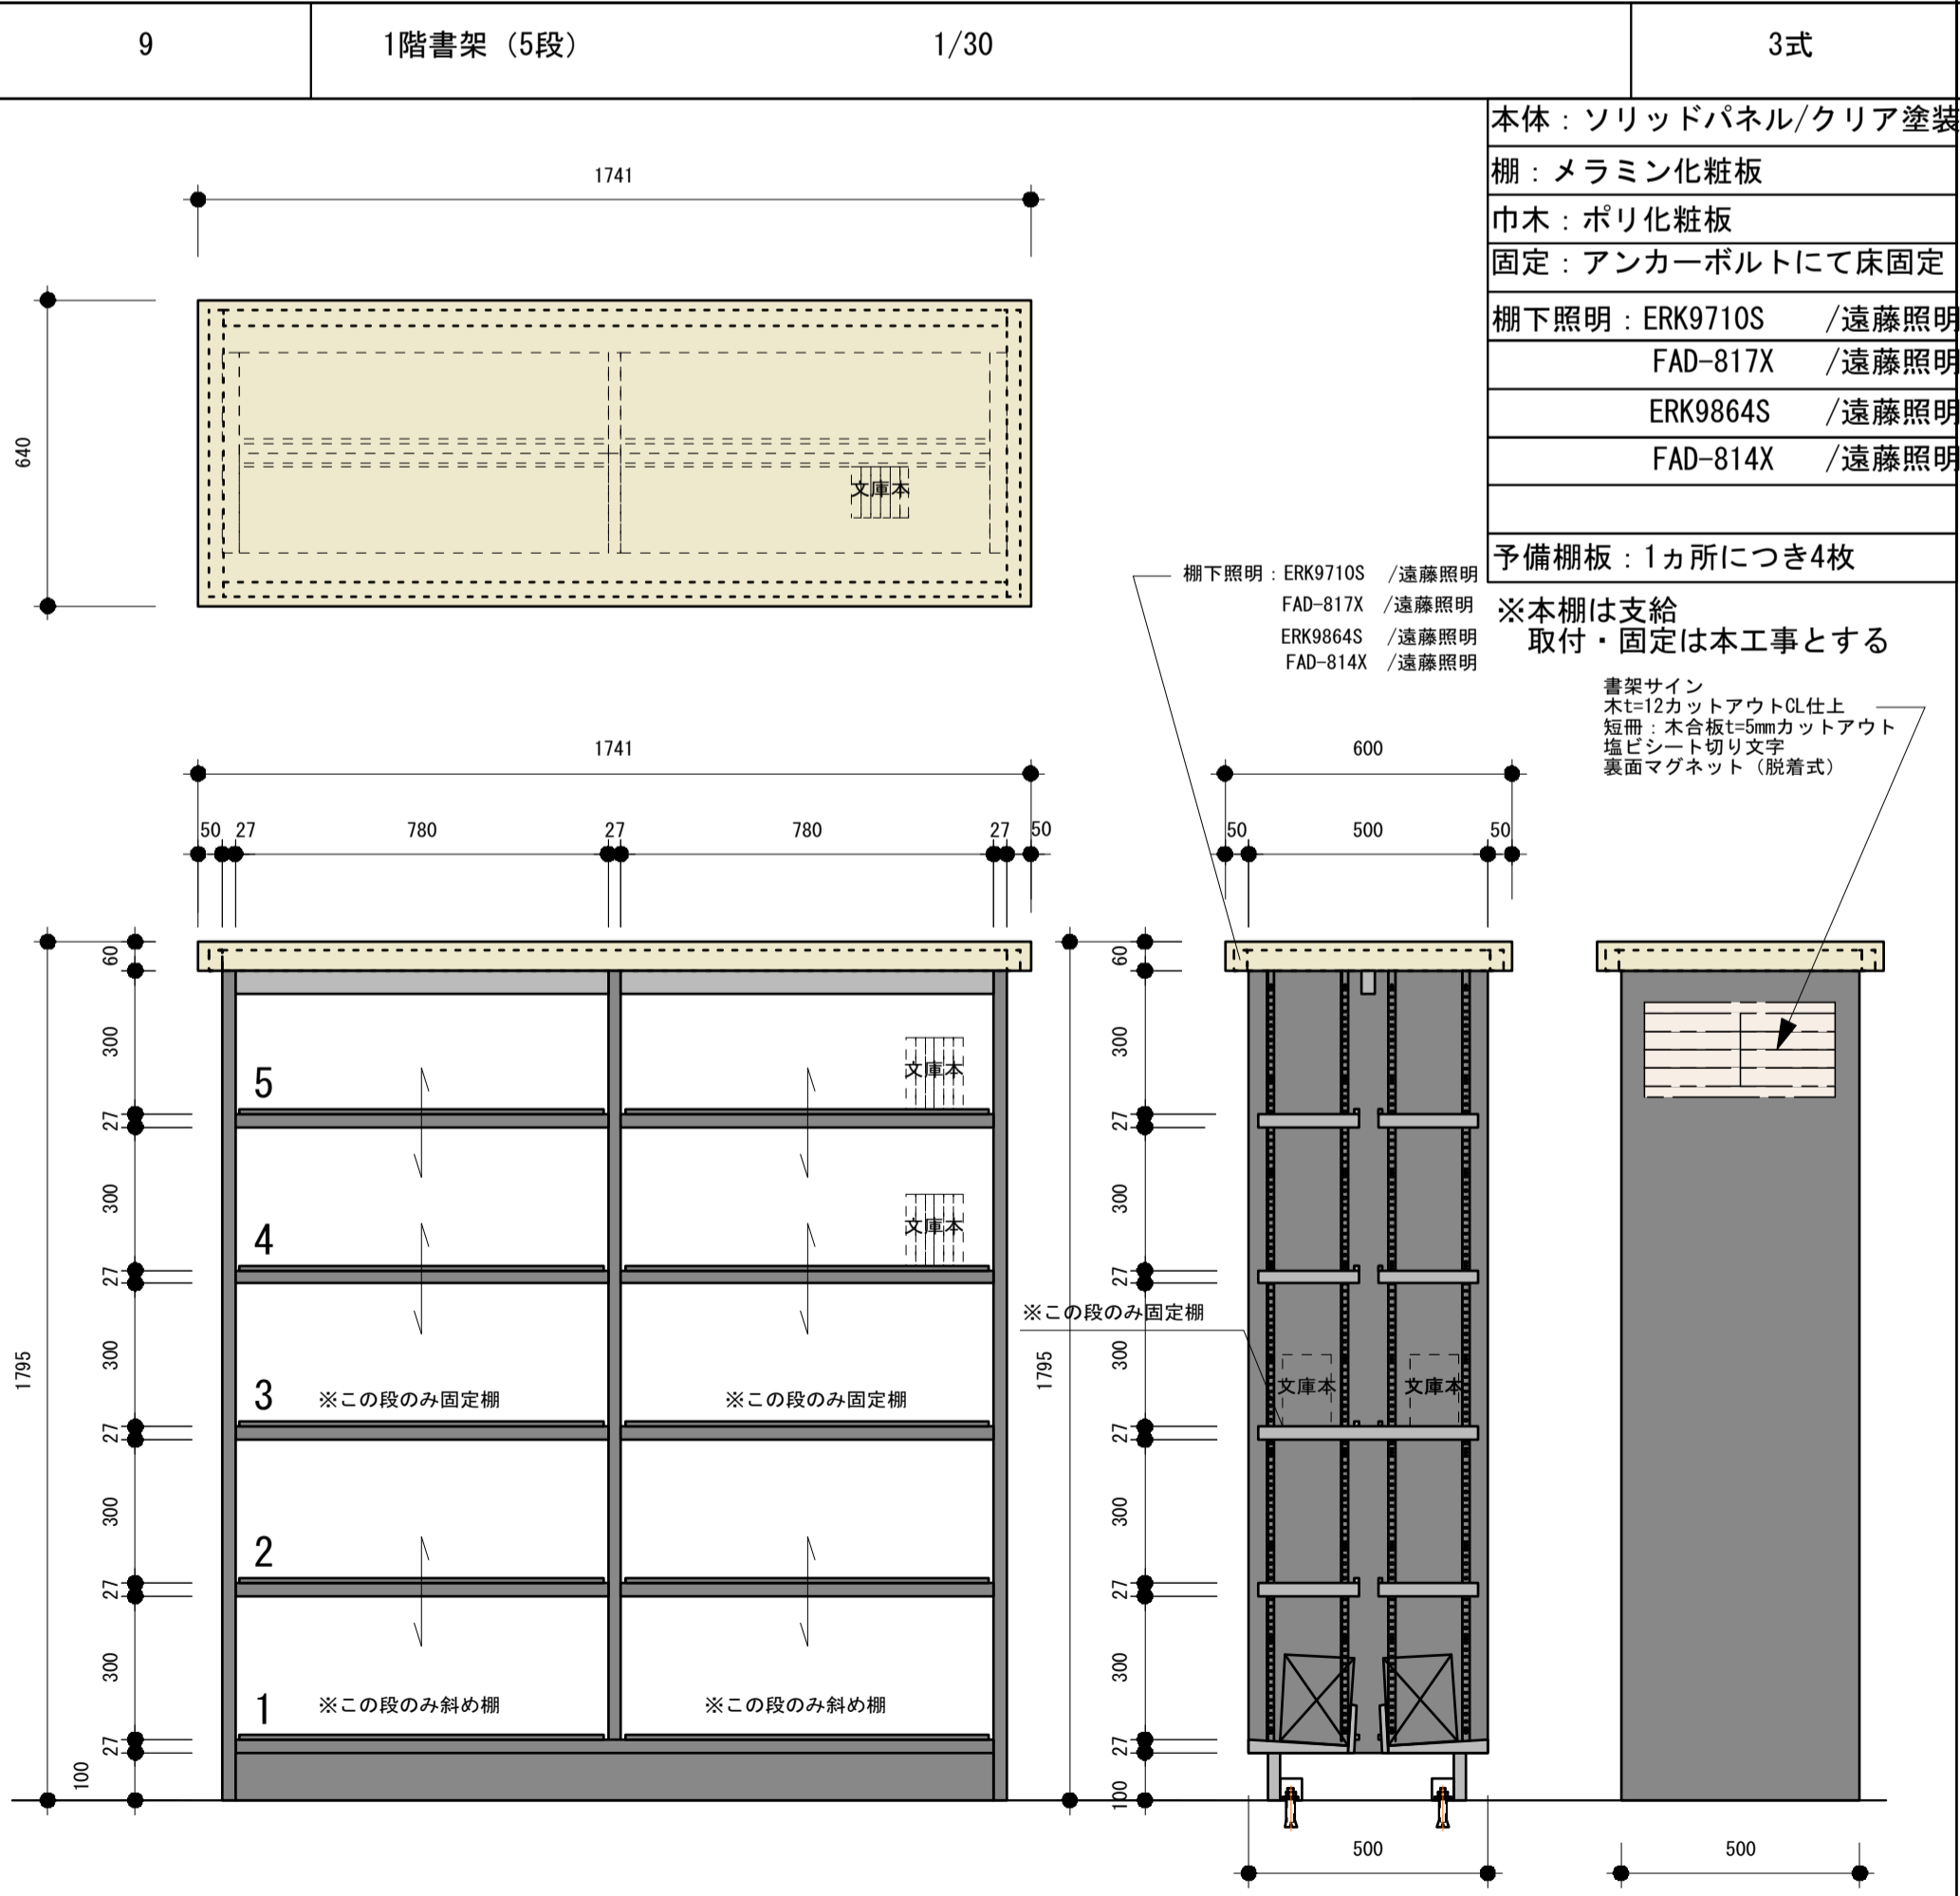 9
1階書架（5段）
1/30
3式
本体：ソリッドパネル/クリア塗装
棚：メラミン化粧板
巾木：ポリ化粧板
固定：アンカーボルトにて床固定
棚下照明：ERK9710S /遠藤照明
FAD-817X /遠藤照明
ERK9864S /遠藤照明
FAD-814X /遠藤照明
予備棚板：1ヵ所につき4枚
※本棚は支給
取付・固定は本工事とする
1741
640
文庫本
棚下照明：ERK9710S /遠藤照明
FAD-817X /遠藤照明
ERK9864S /遠藤照明
FAD-814X /遠藤照明
書架サイン
木t=12カットアウトCL仕上
短冊：木合板t=5mmカットアウト
塩ビシート切り文字
裏面マグネット（脱着式）
1741
50 27 780 27 780 27 50
1795
60
300
27
300
27
300
27
300
27
300
27
100
5
文庫本
4
文庫本
3 ※この段のみ固定棚 ※この段のみ固定棚
2
1 ※この段のみ斜め棚 ※この段のみ斜め棚
600
50 500 50
1795
60
300
27
300
27
300
27
300
27
300
27
100
※この段のみ固定棚
文庫本 文庫本
500
500